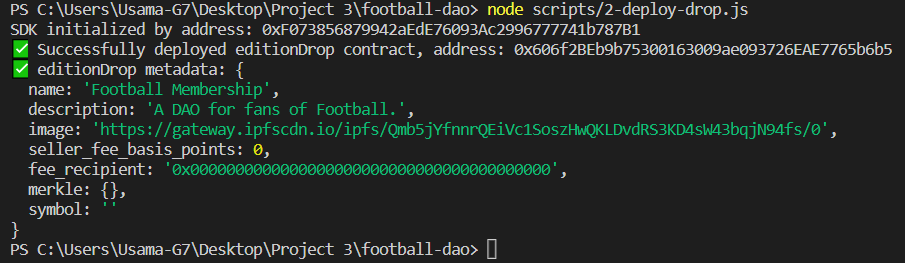 PS C:\Users\Usama-G7\Desktop\Project 3\football-dao> node scripts/2-deploy-drop.js
SDK initialized by address: 0xF073856879942aEdE76093Ac2996777741b787B1
✅ Successfully deployed editionDrop contract, address: 0x606f2BEb9b75300163009ae093726EAE7765b6b5
✅ editionDrop metadata: {
  name: 'Football Membership',
  description: 'A DAO for fans of Football.',
  image: 'https://gateway.ipfscdn.io/ipfs/Qmb5jYfnnrQEiVc1SoszHwQKLDvdRS3KD4sW43bqjN94fs/0',
  seller_fee_basis_points: 0,
  fee_recipient: '0x0000000000000000000000000000000000000000',
  merkle: {},
  symbol: ''
}
PS C:\Users\Usama-G7\Desktop\Project 3\football-dao>